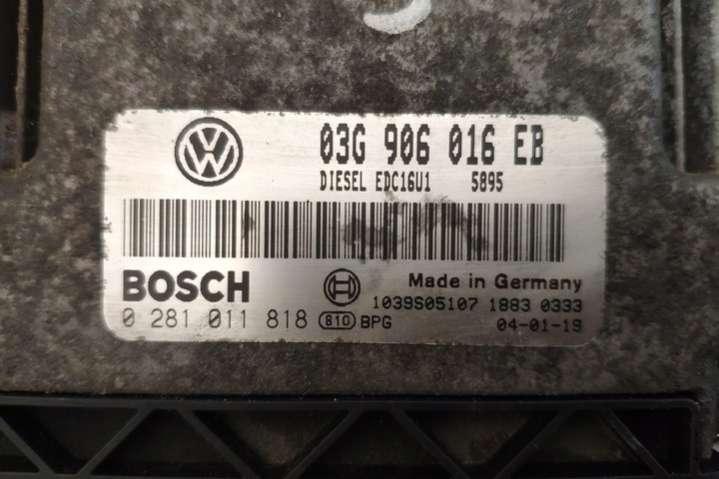 03G 906 016 EB
DIESEL EDC16U1 5895
BOSCH
Made in Germany
1039S05107 1883 0333
0 281 011 818 810 BPG
04-01-19